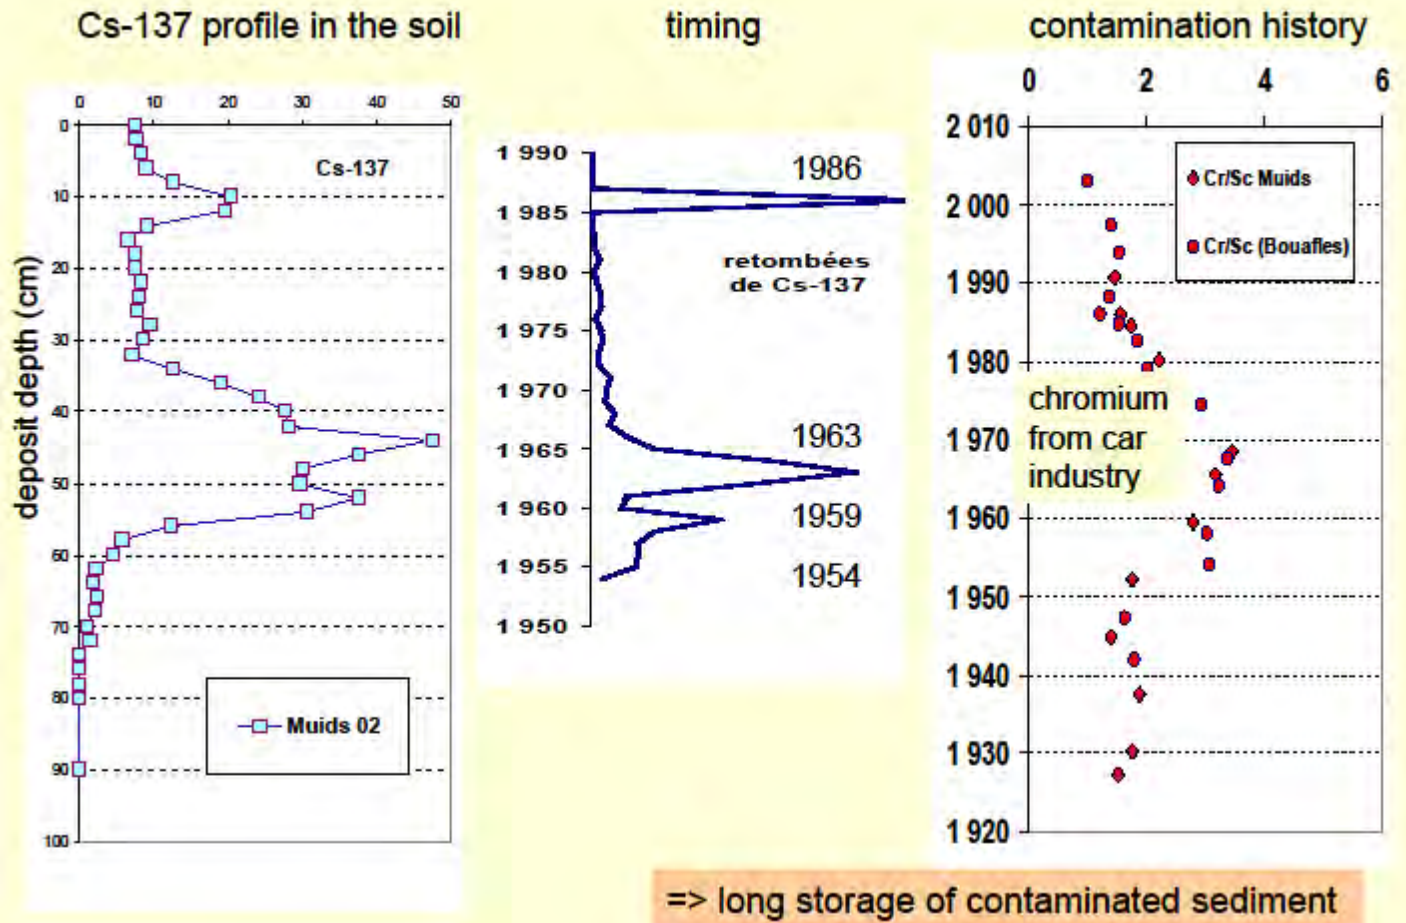 Cs-137 profile in the soil
timing
contamination history
0 10 20 30 40 50
0
10
20
30
40
50
60
70
80
90
100
deposit depth (cm)
Cs-137
Muids 02
1 990
1 985
1 980
1 975
1 970
1 965
1 960
1 955
1 950
1986
retombées
de Cs-137
1963
1959
1954
0 2 4 6
2 010
2 000
1 990
1 980
1 970
1 960
1 950
1 940
1 930
1 920
Cr/Sc Muids
Cr/Sc (Bouafles)
chromium
from car
industry
=> long storage of contaminated sediment